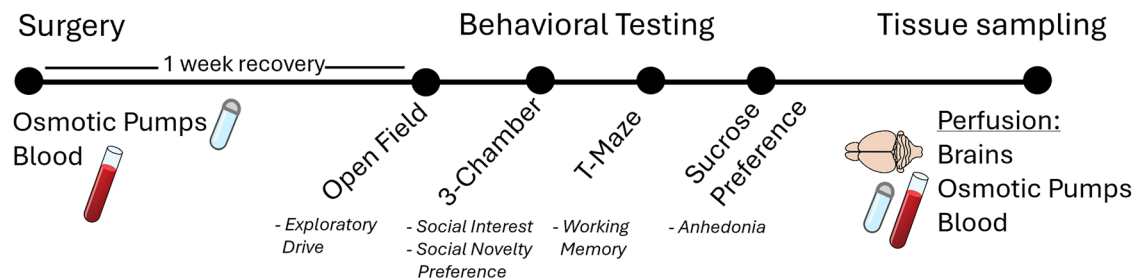 Surgery
Behavioral Testing
Tissue sampling
1 week recovery
Osmotic Pumps
Blood
Open Field
- Exploratory
Drive
3-Chamber
- Social Interest
- Social Novelty
Preference
T-Maze
- Working
Memory
Sucrose
Preference
- Anhedonia
Perfusion:
Brains
Osmotic Pumps
Blood